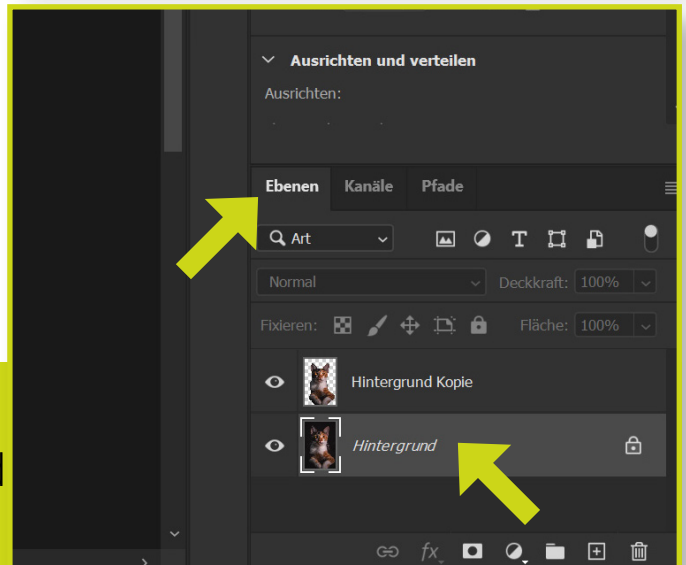 Ausrichten und verteilen
Ausrichten:
Ebenen Kanäle Pfade
Art
Normal Deckkraft: 100%
Fixieren: Fläche: 100%
Hintergrund Kopie
Hintergrund
fx